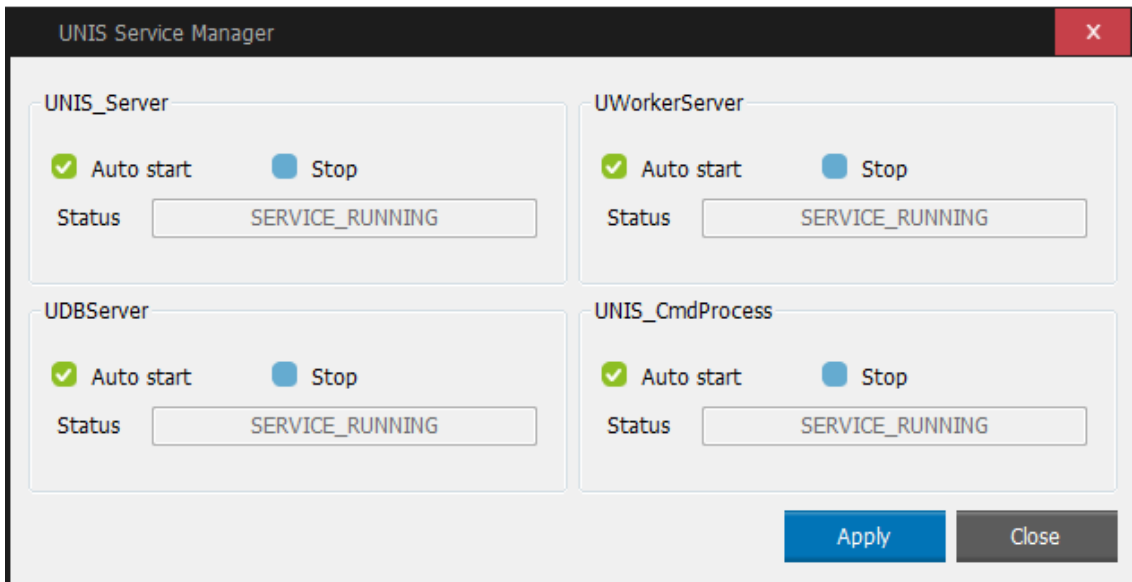 UNIS Service Manager
x
UNIS_Server
Auto start Stop
Status SERVICE_RUNNING
UWorkerServer
Auto start Stop
Status SERVICE_RUNNING
UDBServer
Auto start Stop
Status SERVICE_RUNNING
UNIS_CmdProcess
Auto start Stop
Status SERVICE_RUNNING
Apply Close